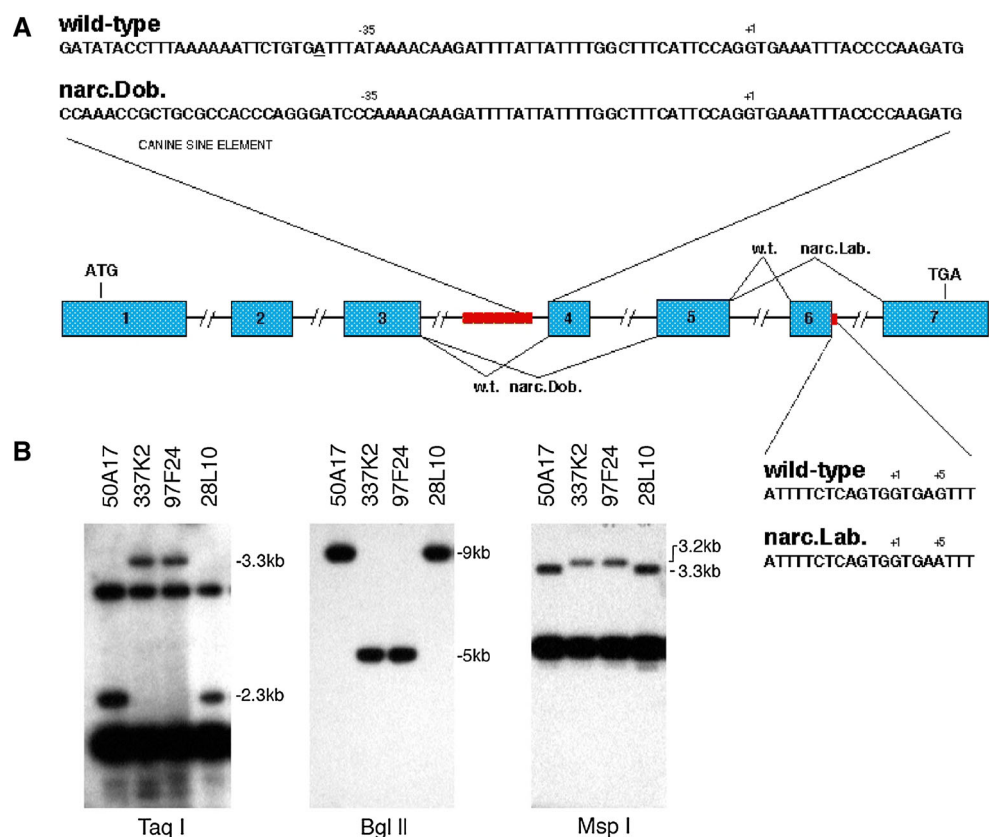 A
wild-type
-35 +1
GATATACCTTTAAAAAATTCTGTGATTTATAAAACAAGATTTTATTATTTTGGCTTTCATTCCAGGTGAAATTTACCCCAAGATG
narc.Dob.
-35 +1
CCAAACCGCTGCGCCACCCAGGGATCCCAAAACAAGATTTTATTATTTTGGCTTTCATTCCAGGTGAAATTTACCCCAAGATG
CANINE SINE ELEMENT
w.t. narc.Lab.
ATG TGA
1 2 3 4 5 6 7
w.t. narc.Dob.
B
50A17 337K2 97F24 28L10
50A17 337K2 97F24 28L10
50A17 337K2 97F24 28L10
-3.3kb
-2.3kb
-9kb
-5kb
3.2kb
-3.3kb
Taq I
Bgl II
Msp I
wild-type
+1 +5
ATTTTCTCAGTGGTGAGTTT
narc.Lab.
+1 +5
ATTTTCTCAGTGGTGAATTT